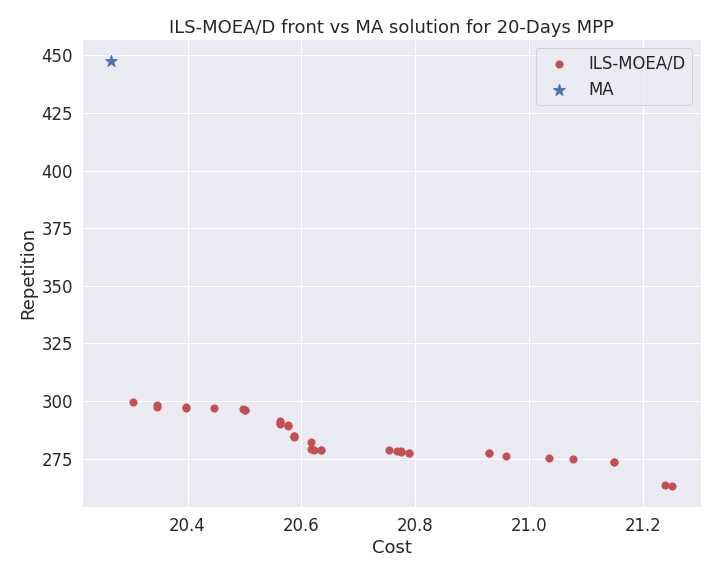 ILS-MOEA/D front vs MA solution for 20-Days MPP
ILS-MOEA/D
MA
450
425
400
375
350
325
300
275
Repetition
20.4 20.6 20.8 21.0 21.2
Cost